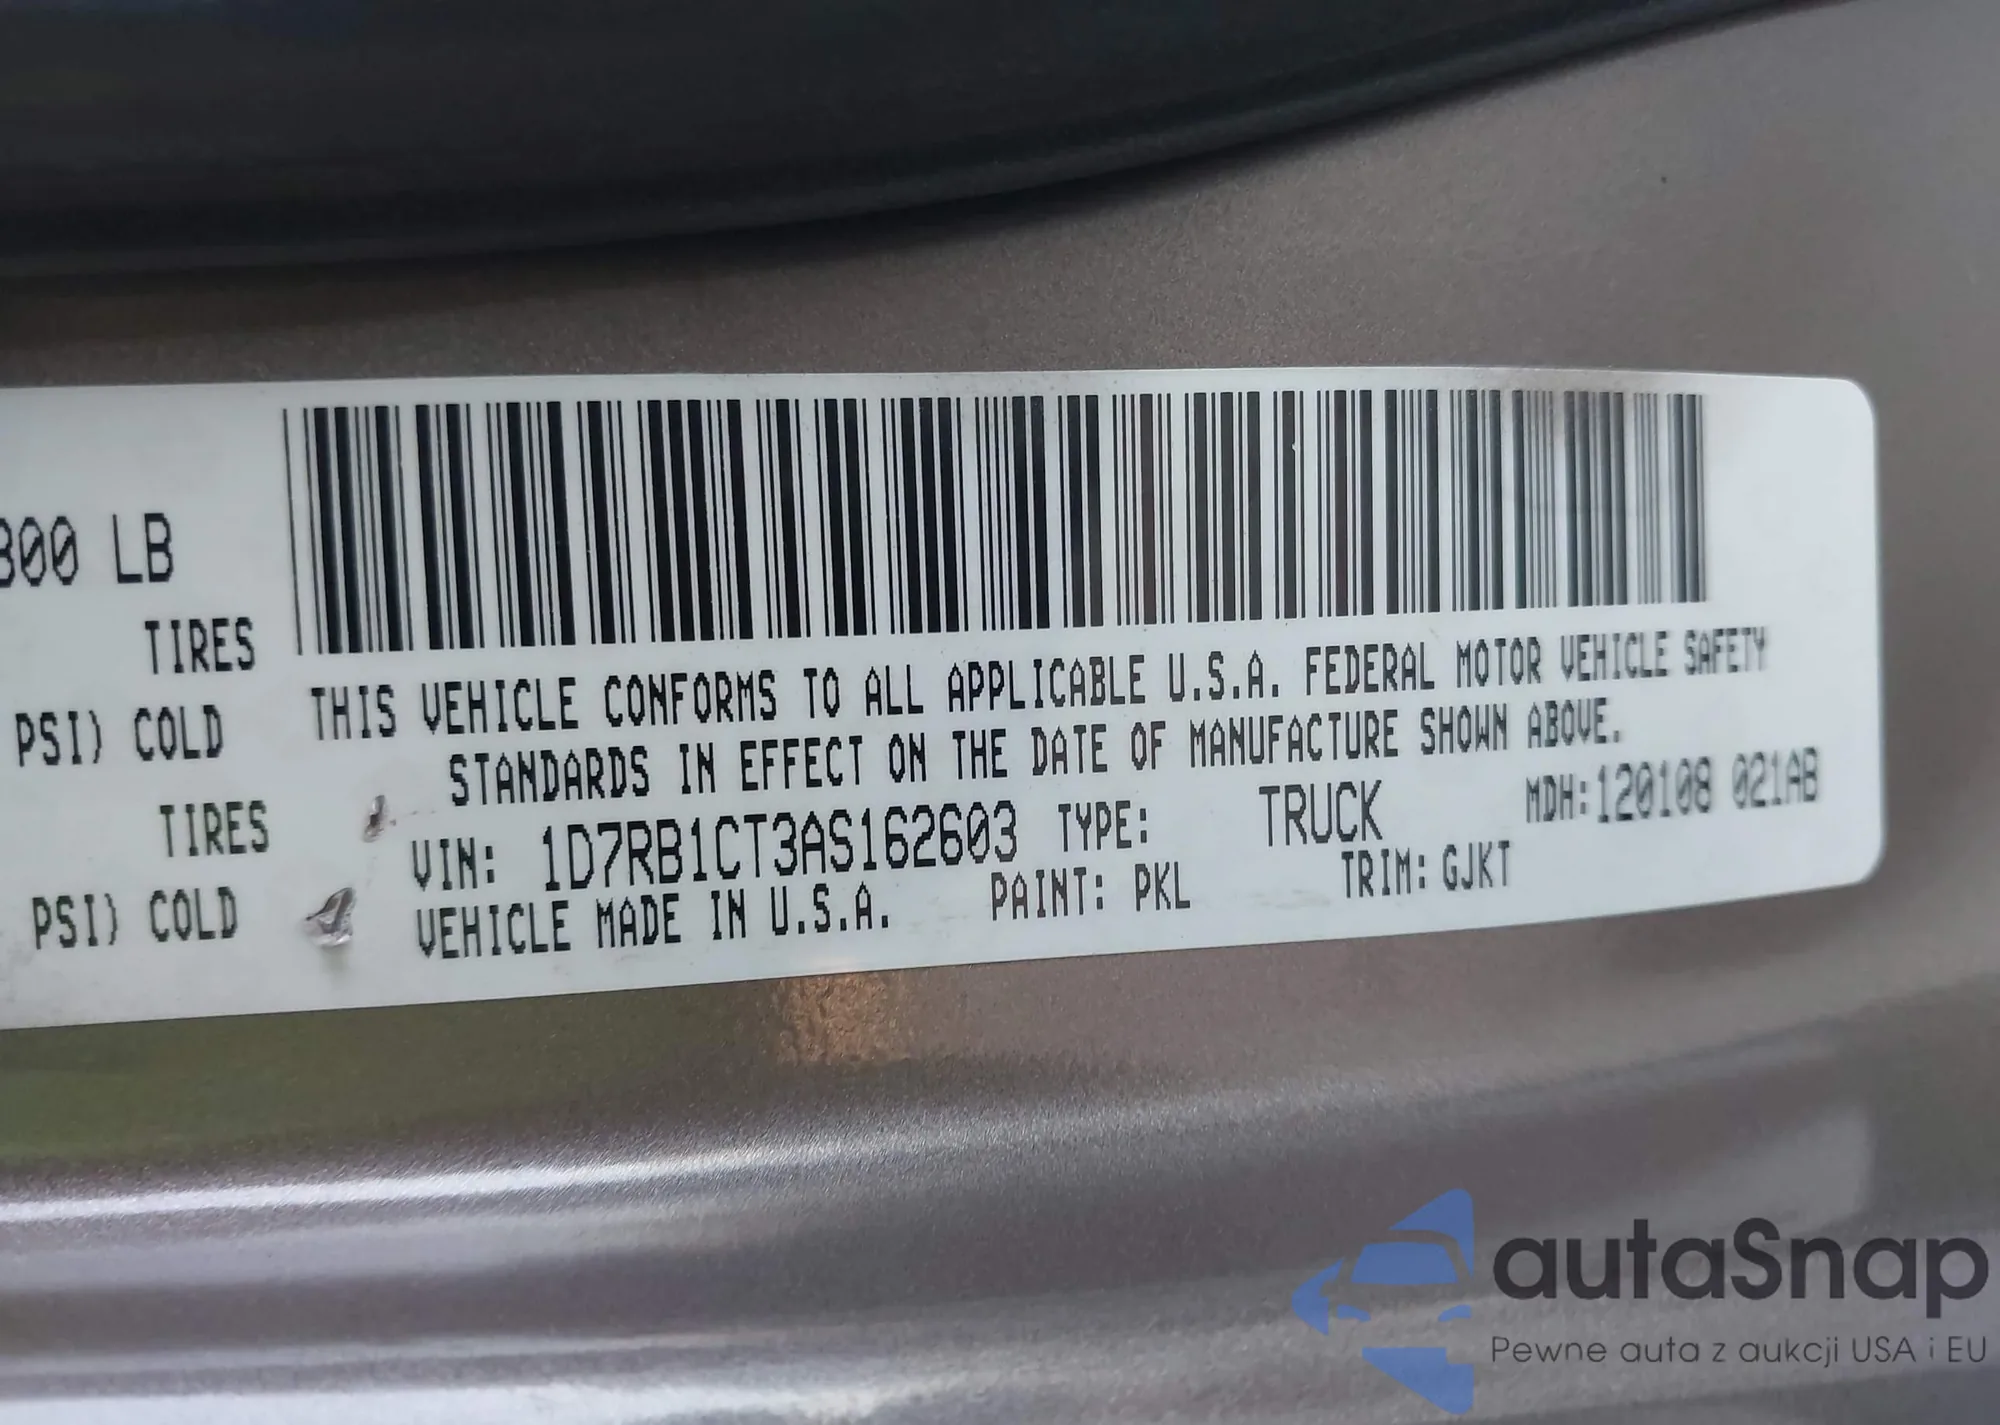 800 LB
TIRES
PSI) COLD
TIRES
PSI) COLD
THIS VEHICLE CONFORMS TO ALL APPLICABLE U.S.A. FEDERAL MOTOR VEHICLE SAFETY
STANDARDS IN EFFECT ON THE DATE OF MANUFACTURE SHOWN ABOVE.
VIN: 1D7RB1CT3AS162603 TYPE: TRUCK MDH:120108 021AB
VEHICLE MADE IN U.S.A. PAINT: PKL TRIM: GJKT
autaSnap
Pewne auta z aukcji USA i EU